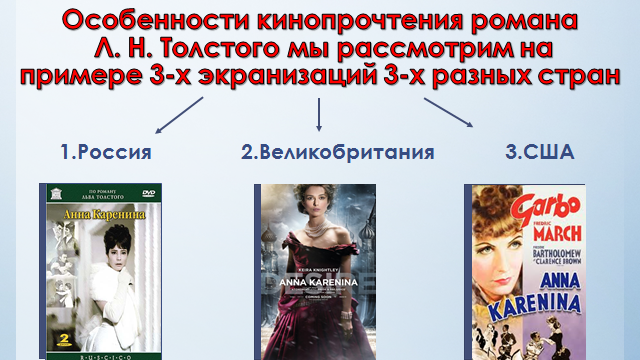 Особенности кинопрочтения романа
Л. Н. Толстого мы рассмотрим на
примере 3-х экранизаций 3-х разных стран
1.Россия
2.Великобритания
3.США
ПО РОМАНУ
ЛЬВА ТОЛСТОГО
DVD
Анна Каренина
2
RUSCICO
KEIRA KNIGHTLEY
ANNA KARENINA
COMING SOON
Garbo
FREDRIC
MARCH
BARTHOLOMEW
CLARENCE BROWN
ANNA
KARENINA